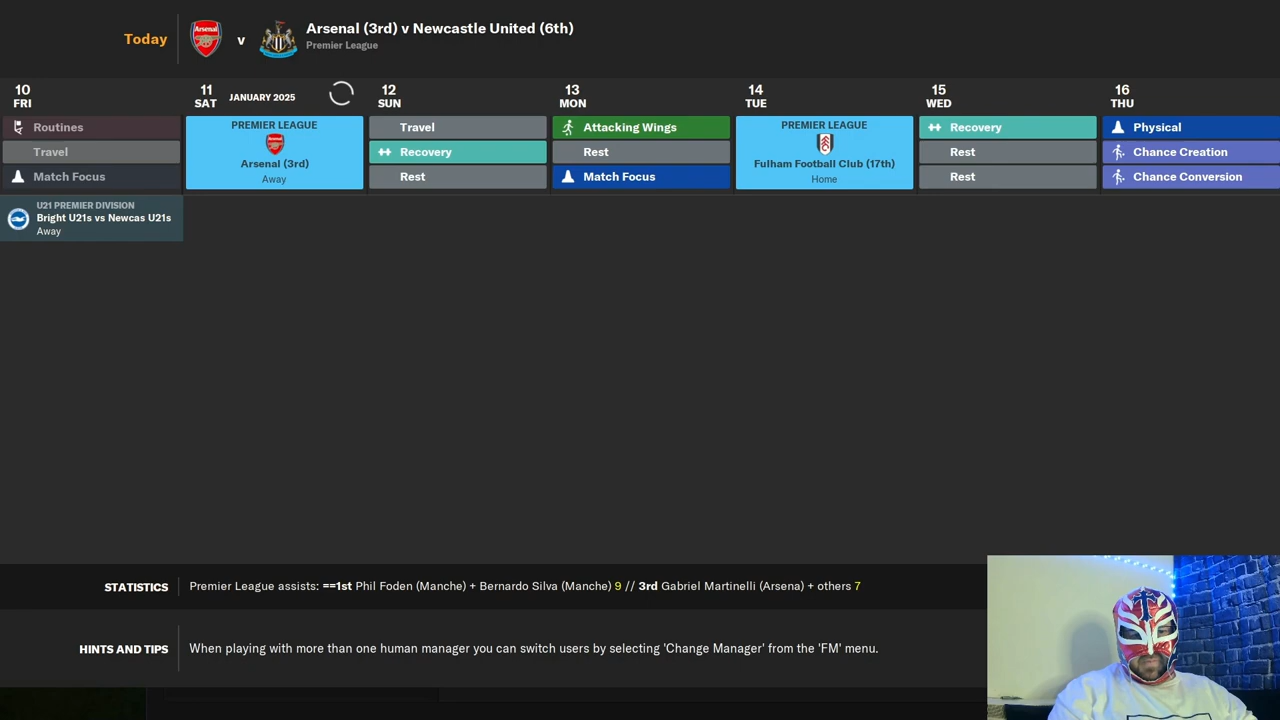 Today
Arsenal
v
Arsenal (3rd) v Newcastle United (6th)
Premier League
10
FRI
11
SAT
JANUARY 2025
12
SUN
13
MON
14
TUE
15
WED
16
THU
Routines
Travel
Match Focus
PREMIER LEAGUE
Arsenal (3rd)
Away
Travel
Recovery
Rest
Attacking Wings
Rest
Match Focus
PREMIER LEAGUE
Fulham Football Club (17th)
Home
Recovery
Rest
Rest
Physical
Chance Creation
Chance Conversion
U21 PREMIER DIVISION
Bright U21s vs Newcas U21s
Away
STATISTICS
Premier League assists: ==1st Phil Foden (Manche) + Bernardo Silva (Manche) 9 // 3rd Gabriel Martinelli (Arsena) + others 7
HINTS AND TIPS
When playing with more than one human manager you can switch users by selecting 'Change Manager' from the 'FM' menu.